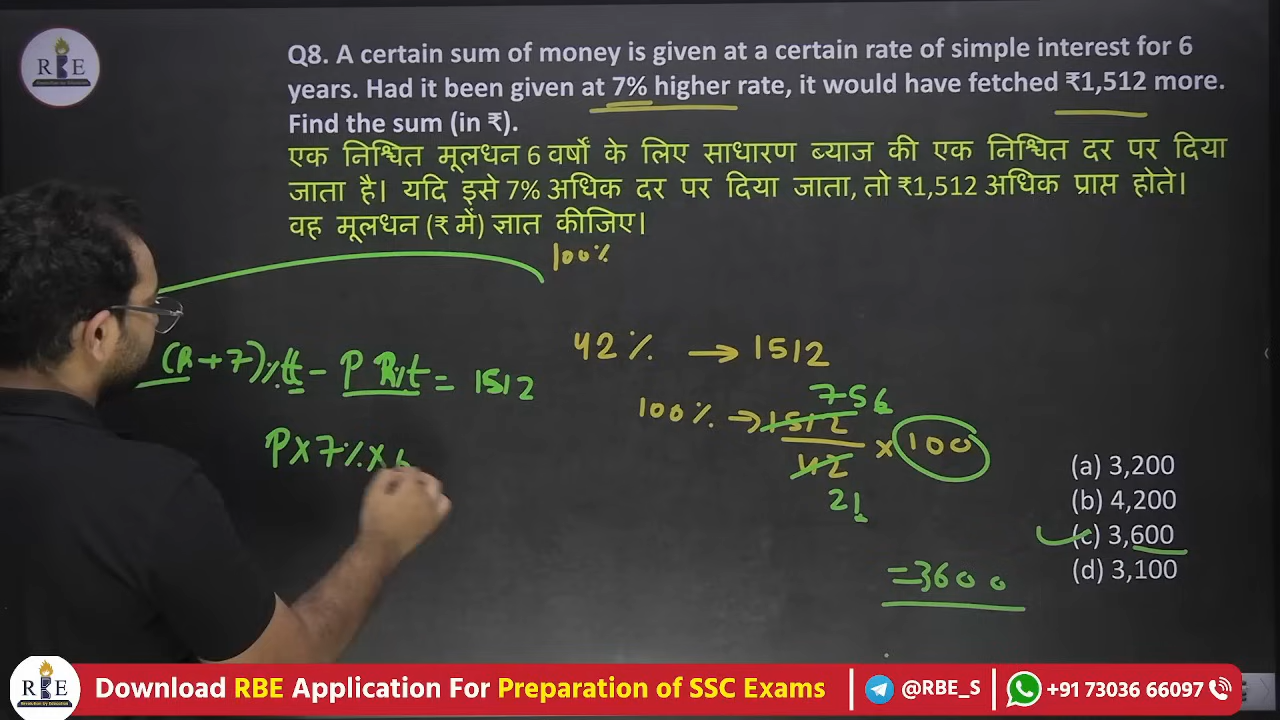 RBE
Q8. A certain sum of money is given at a certain rate of simple interest for 6
years. Had it been given at 7% higher rate, it would have fetched ₹1,512 more.
Find the sum (in ₹).
एक निश्चित मूलधन 6 वर्षों के लिए साधारण ब्याज की एक निश्चित दर पर दिया
जाता है। यदि इसे 7% अधिक दर पर दिया जाता, तो ₹1,512 अधिक प्राप्त होते।
वह मूलधन (₹ में) ज्ञात कीजिए।
100%
42% → 1512
(R+7)%t - P R%t = 1512
756
100% → 1512/42 × 100
21
P×7%×6
= 3600
(a) 3,200
(b) 4,200
(c) 3,600
(d) 3,100
RBE
Download RBE Application For Preparation of SSC Exams
@RBE_S
+91 73036 66097